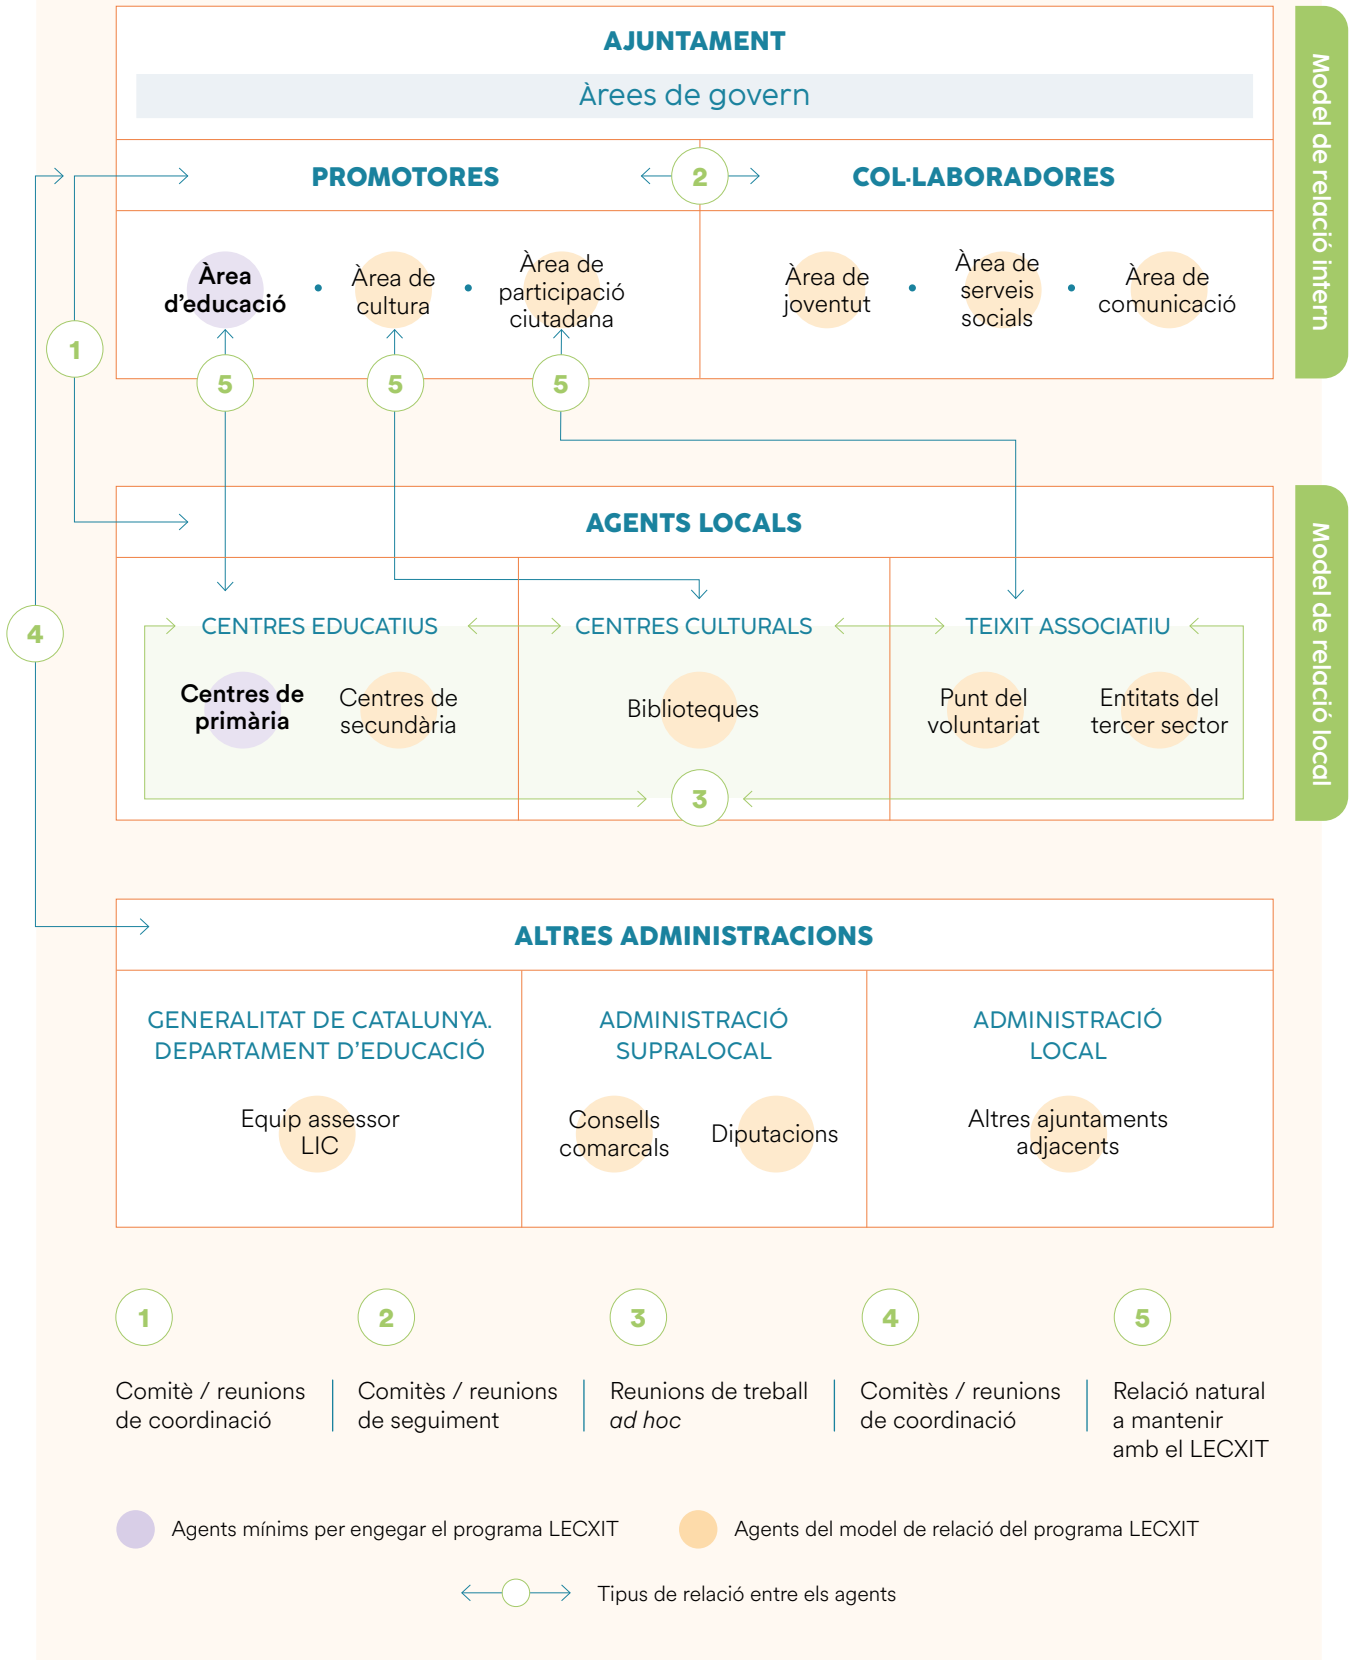 AJUNTAMENT
Àrees de govern
PROMOTORES
2
COL·LABORADORES
Àrea
d’educació
•
Àrea de
cultura
•
Àrea de
participació
ciutadana
Àrea de
joventut
•
Àrea de
serveis
socials
•
Àrea de
comunicació
1
5
5
5
Model de relació intern
AGENTS LOCALS
4
CENTRES EDUCATIUS
CENTRES CULTURALS
TEIXIT ASSOCIATIU
Centres de
primària
Centres de
secundària
Biblioteques
Punt del
voluntariat
Entitats del
tercer sector
3
Model de relació local
ALTRES ADMINISTRACIONS
GENERALITAT DE CATALUNYA.
DEPARTAMENT D’EDUCACIÓ
Equip assessor
LIC
ADMINISTRACIÓ
SUPRALOCAL
Consells
comarcals
Diputacions
ADMINISTRACIÓ
LOCAL
Altres ajuntaments
adjacents
1
Comitè / reunions
de coordinació
2
Comitès / reunions
de seguiment
3
Reunions de treball
ad hoc
4
Comitès / reunions
de coordinació
5
Relació natural
a mantenir
amb el LECXIT
Agents mínims per engegar el programa LECXIT
Agents del model de relació del programa LECXIT
Tipus de relació entre els agents